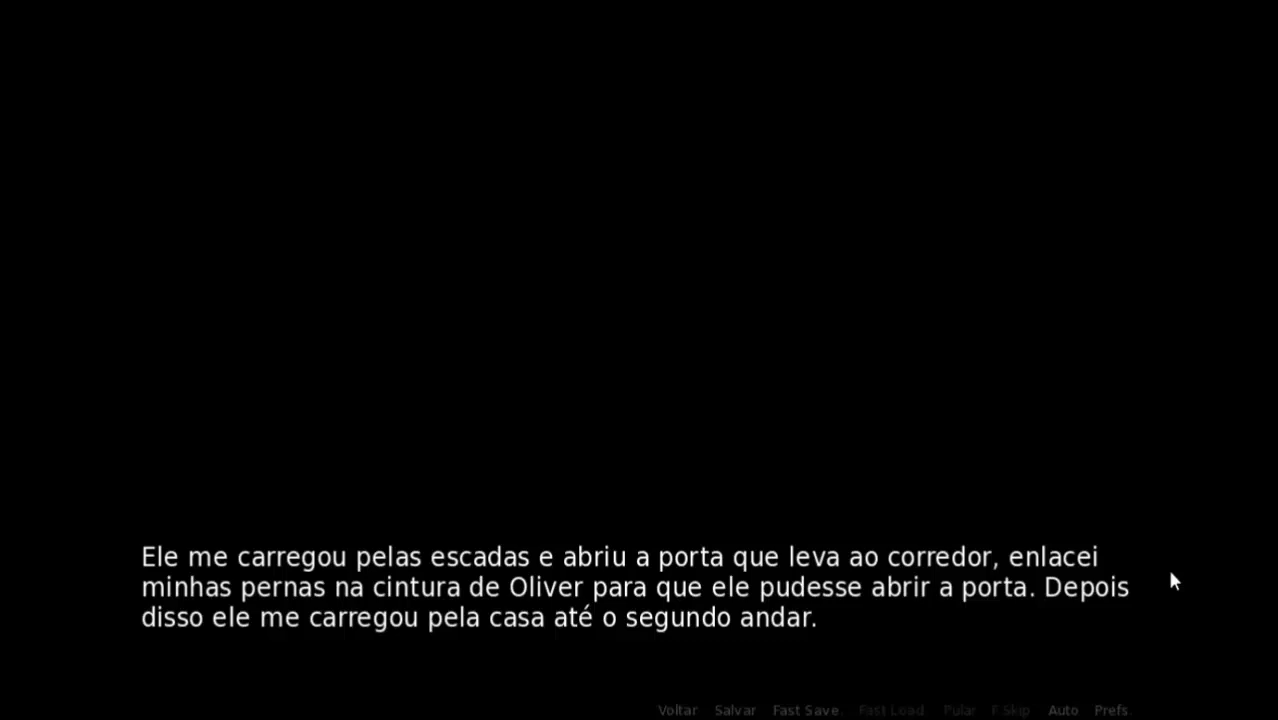 Ele me carregou pelas escadas e abriu a porta que leva ao corredor, enlacei
minhas pernas na cintura de Oliver para que ele pudesse abrir a porta. Depois
disso ele me carregou pela casa até o segundo andar.
Voltar Salvar Fast Save Fast Load Pular F Skip Auto Prefs